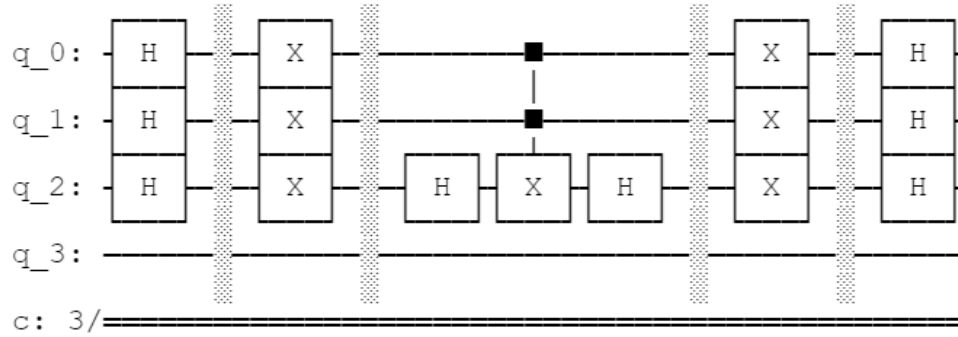 q_0: H X ■ X H
q_1: H X ■ X H
q_2: H X H X H X H
q_3:
c: 3/